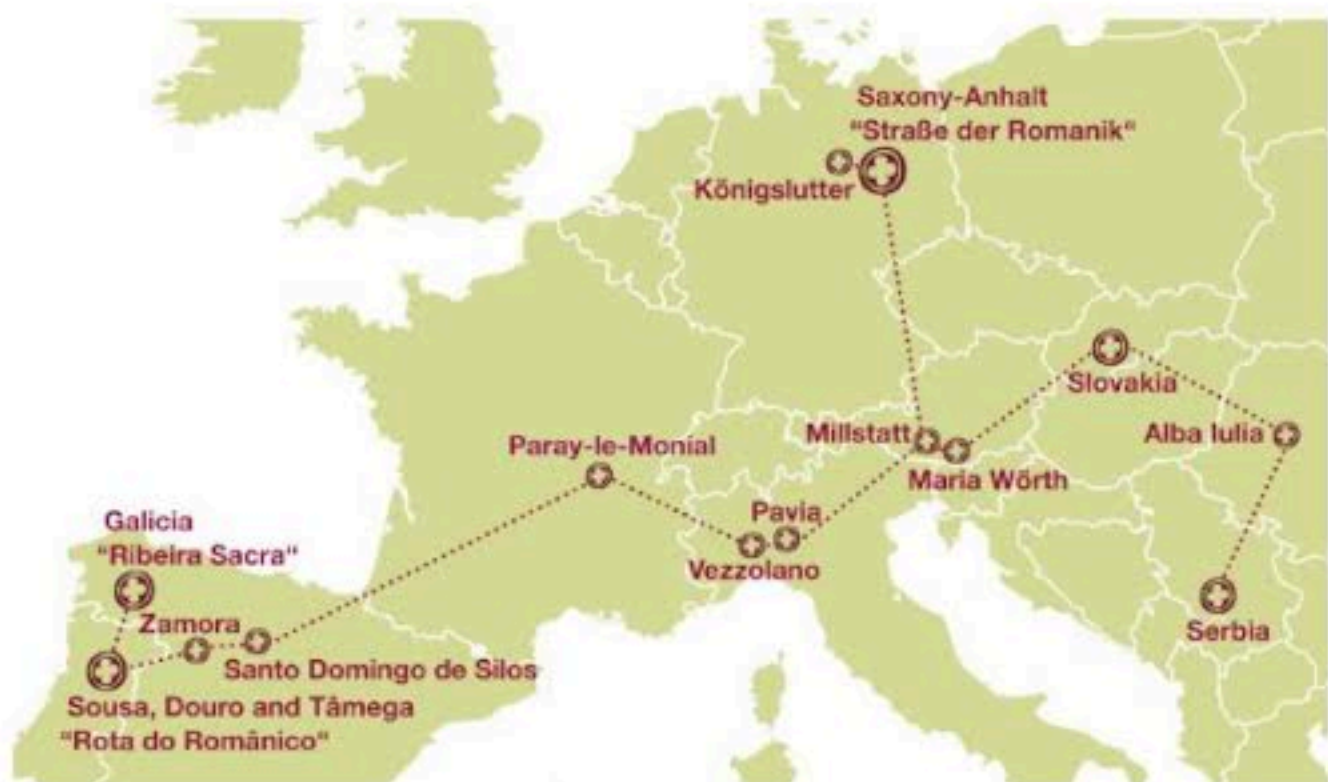 Saxony-Anhalt
"Straße der Romanik"
Königslutter
Slovakia
Millstatt
Alba Iulia
Paray-le-Monial
Maria Wörth
Pavia
Galicia
"Ribeira Sacra"
Vezzolano
Zamora
Serbia
Santo Domingo de Silos
Sousa, Douro and Tâmega
"Rota do Românico"